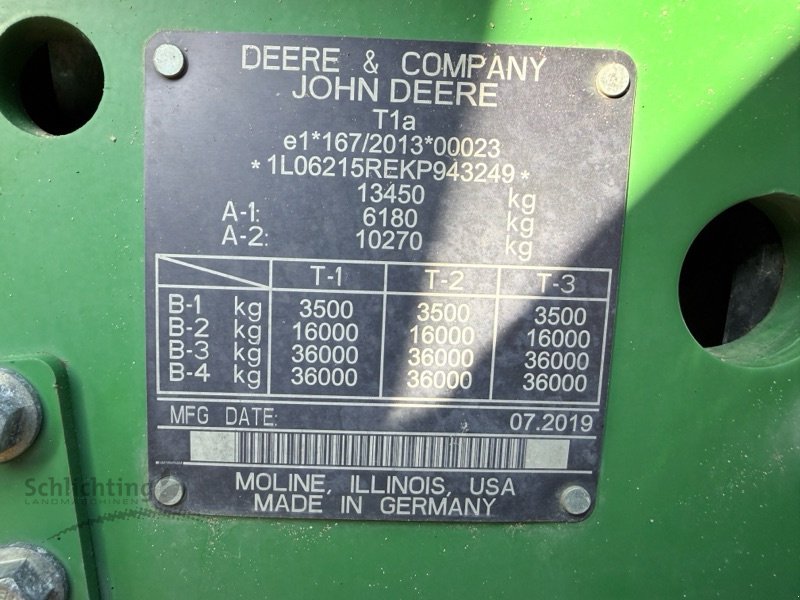 DEERE & COMPANY
JOHN DEERE
T1a
e1*167/2013*00023
*1L06215REKP943249*
13450 kg
A-1: 6180 kg
A-2: 10270 kg
T-1 T-2 T-3
B-1 kg 3500 3500 3500
B-2 kg 16000 16000 16000
B-3 kg 36000 36000 36000
B-4 kg 36000 36000 36000
MFG DATE: 07.2019
MOLINE, ILLINOIS, USA
MADE IN GERMANY
Schlichting
LANDMASCHINEN